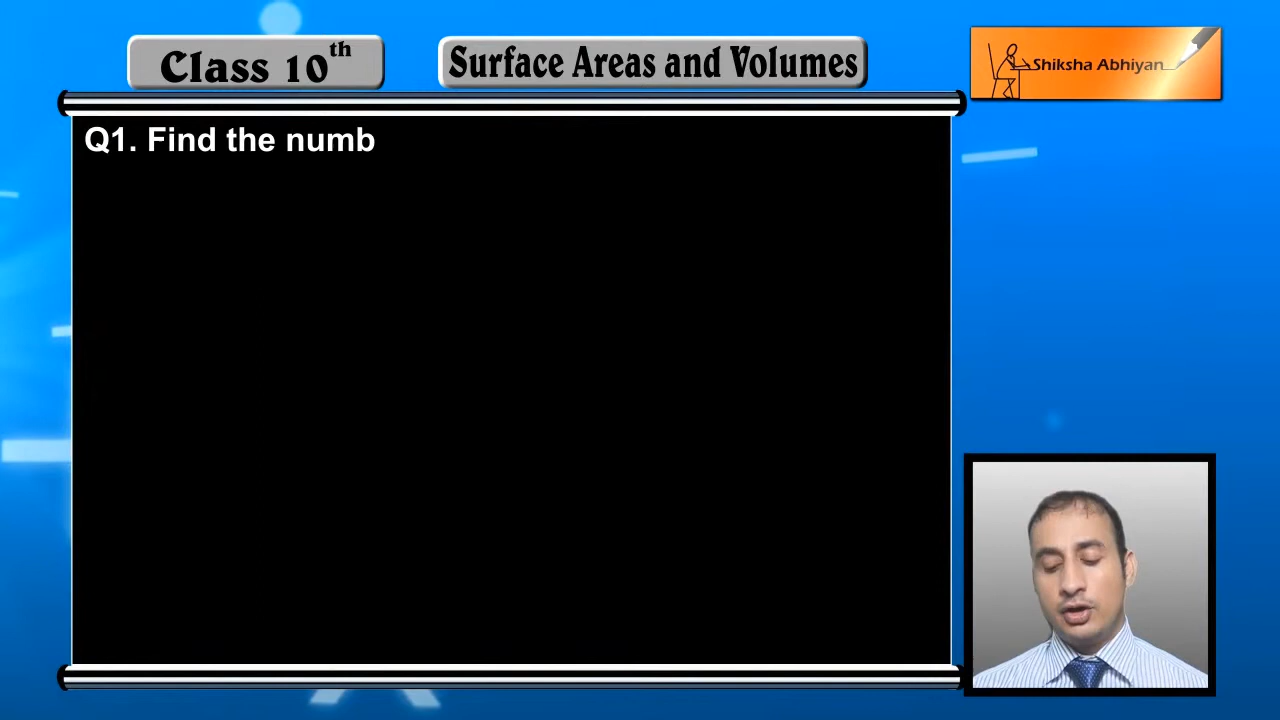 Class 10th
Surface Areas and Volumes
Shiksha Abhiyan
Q1. Find the numb